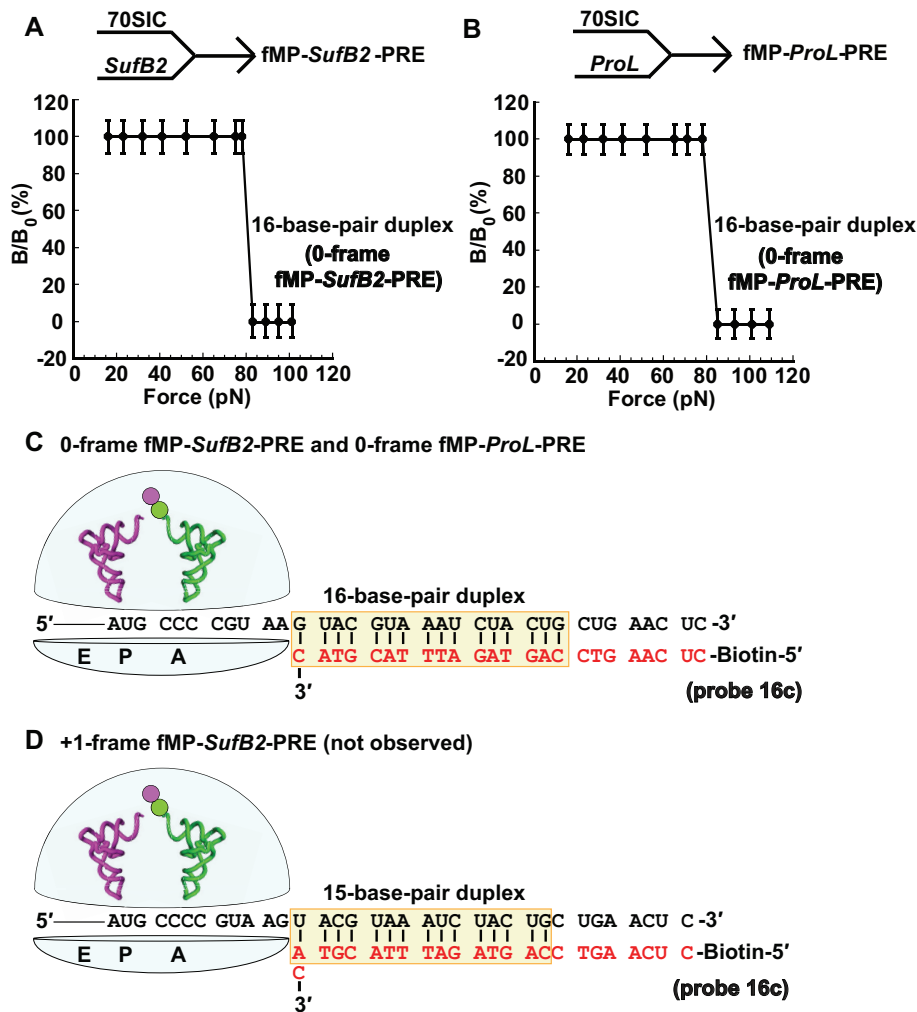 A
70SIC
SufB2
fMP-SufB2-PRE
120
100
80
60
40
20
0
-20
B/B0 (%)
16-base-pair duplex
(0-frame
fMP-SufB2-PRE)
0 20 40 60 80 100 120
Force (pN)
B
70SIC
ProL
fMP-ProL-PRE
120
100
80
60
40
20
0
-20
B/B0 (%)
16-base-pair duplex
(0-frame
fMP-ProL-PRE)
0 20 40 60 80 100 120
Force (pN)
C 0-frame fMP-SufB2-PRE and 0-frame fMP-ProL-PRE
16-base-pair duplex
5′ AUG CCC CGU AAG UAC GUA AAU CUA CUG CUG AACU UC-3′
E P A
C ATG CAT TTA GAT GAC CTG AACU UC-Biotin-5′
3′
(probe 16c)
D +1-frame fMP-SufB2-PRE (not observed)
15-base-pair duplex
5′ AUG CCCC GUA AGU ACG UAA AUC UAC UGC UGA ACU C-3′
E P A
A TGC ATT TAG ATG ACC TGA ACU C-Biotin-5′
C
3′
(probe 16c)